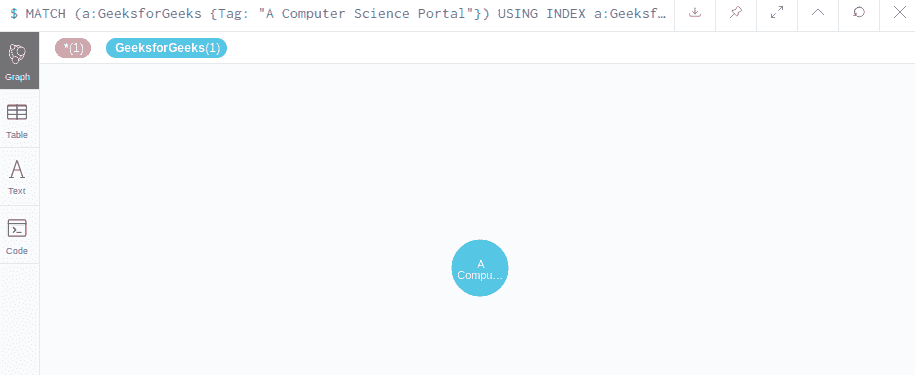 $ MATCH (a:GeeksforGeeks {Tag: "A Computer Science Portal"}) USING INDEX a:Geeksf…
*(1) GeeksforGeeks(1)
Graph
Table
Text
Code
A
Compu…